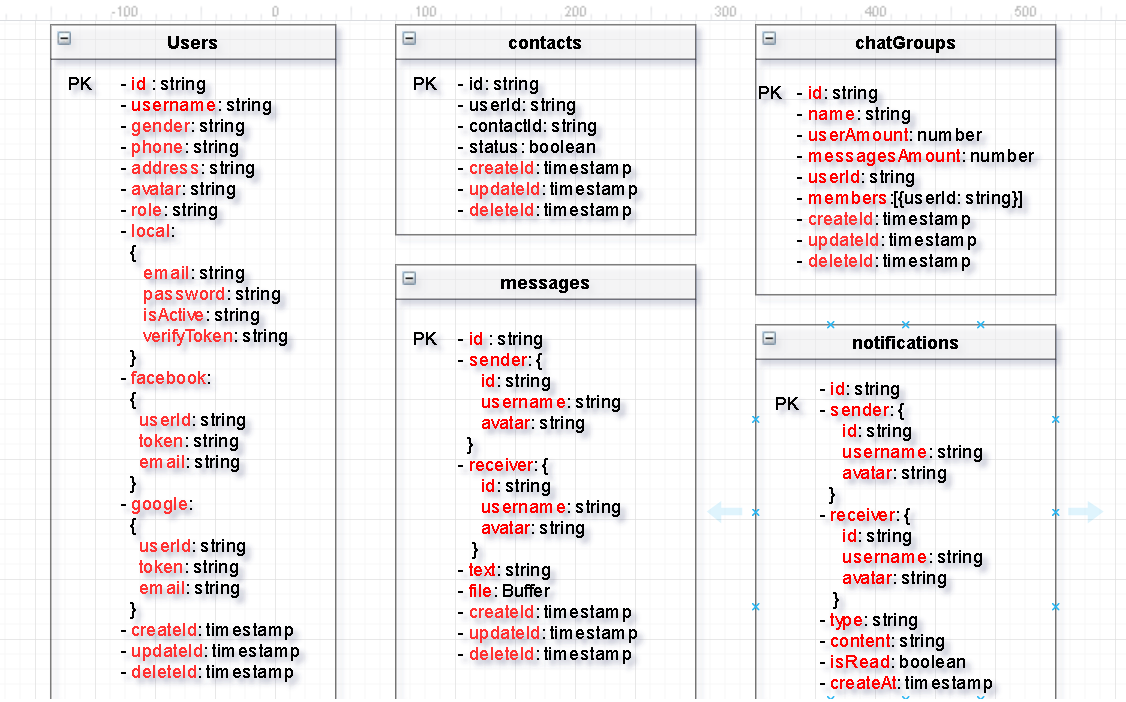 -100 0 100 200 300 400 500
Users
PK - id : string
- username: string
- gender: string
- phone: string
- address: string
- avatar: string
- role: string
- local:
{
email: string
password: string
isActive: string
verifyToken: string
}
- facebook:
{
userId: string
token: string
email: string
}
- google:
{
userId: string
token: string
email: string
}
- createId: timestamp
- updateId: timestamp
- deleteId: timestamp
contacts
PK - id: string
- userId: string
- contactId: string
- status: boolean
- createId: timestamp
- updateId: timestamp
- deleteId: timestamp
messages
PK - id : string
- sender: {
id: string
username: string
avatar: string
}
- receiver: {
id: string
username: string
avatar: string
}
- text: string
- file: Buffer
- createId: timestamp
- updateId: timestamp
- deleteId: timestamp
chatGroups
PK - id: string
- name: string
- userAmount: number
- messagesAmount: number
- userId: string
- members:[{userId: string}]
- createId: timestamp
- updateId: timestamp
- deleteId: timestamp
notifications
- id: string
PK
- sender: {
id: string
username: string
avatar: string
}
- receiver: {
id: string
username: string
avatar: string
}
- type: string
- content: string
- isRead: boolean
- createAt: timestamp